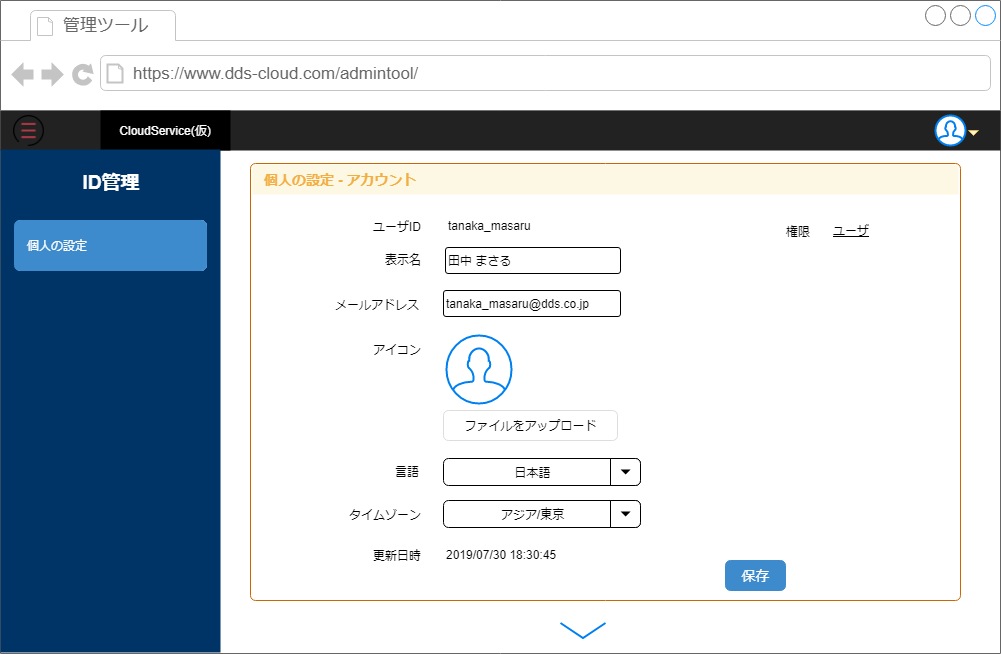 管理ツール
https://www.dds-cloud.com/admintool/
CloudService(仮)
ID管理
個人の設定
個人の設定 - アカウント
ユーザID tanaka_masaru 権限 ユーザ
表示名 田中 まさる
メールアドレス tanaka_masaru@dds.co.jp
アイコン
ファイルをアップロード
言語 日本語
タイムゾーン アジア/東京
更新日時 2019/07/30 18:30:45
保存